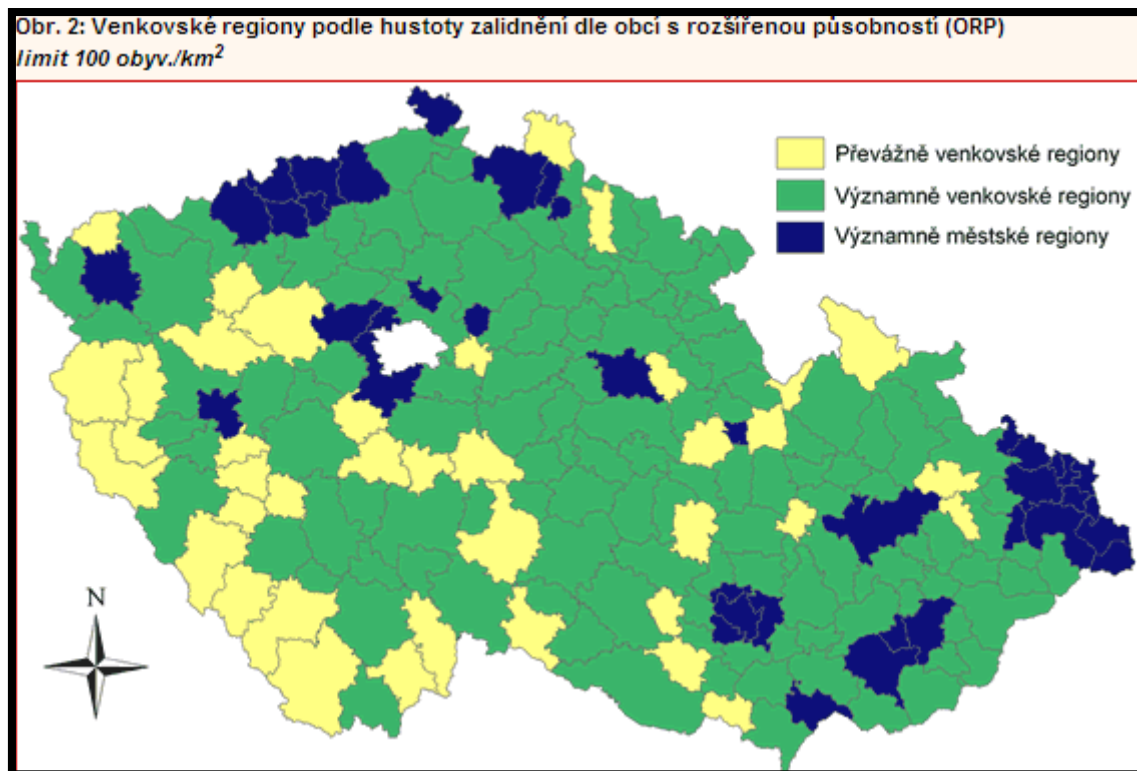 Obr. 2: Venkovské regiony podle hustoty zalidnění dle obcí s rozšířenou působností (ORP)
limit 100 obyv./km²
Převážně venkovské regiony
Významně venkovské regiony
Významně městské regiony
N